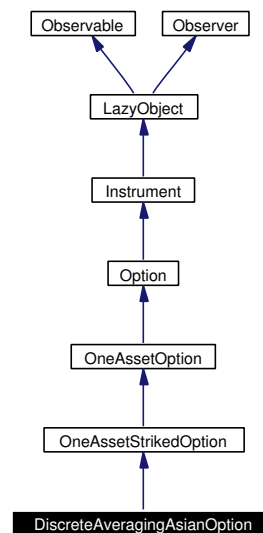 Observable
Observer
LazyObject
Instrument
Option
OneAssetOption
OneAssetStrikedOption
DiscreteAveragingAsianOption